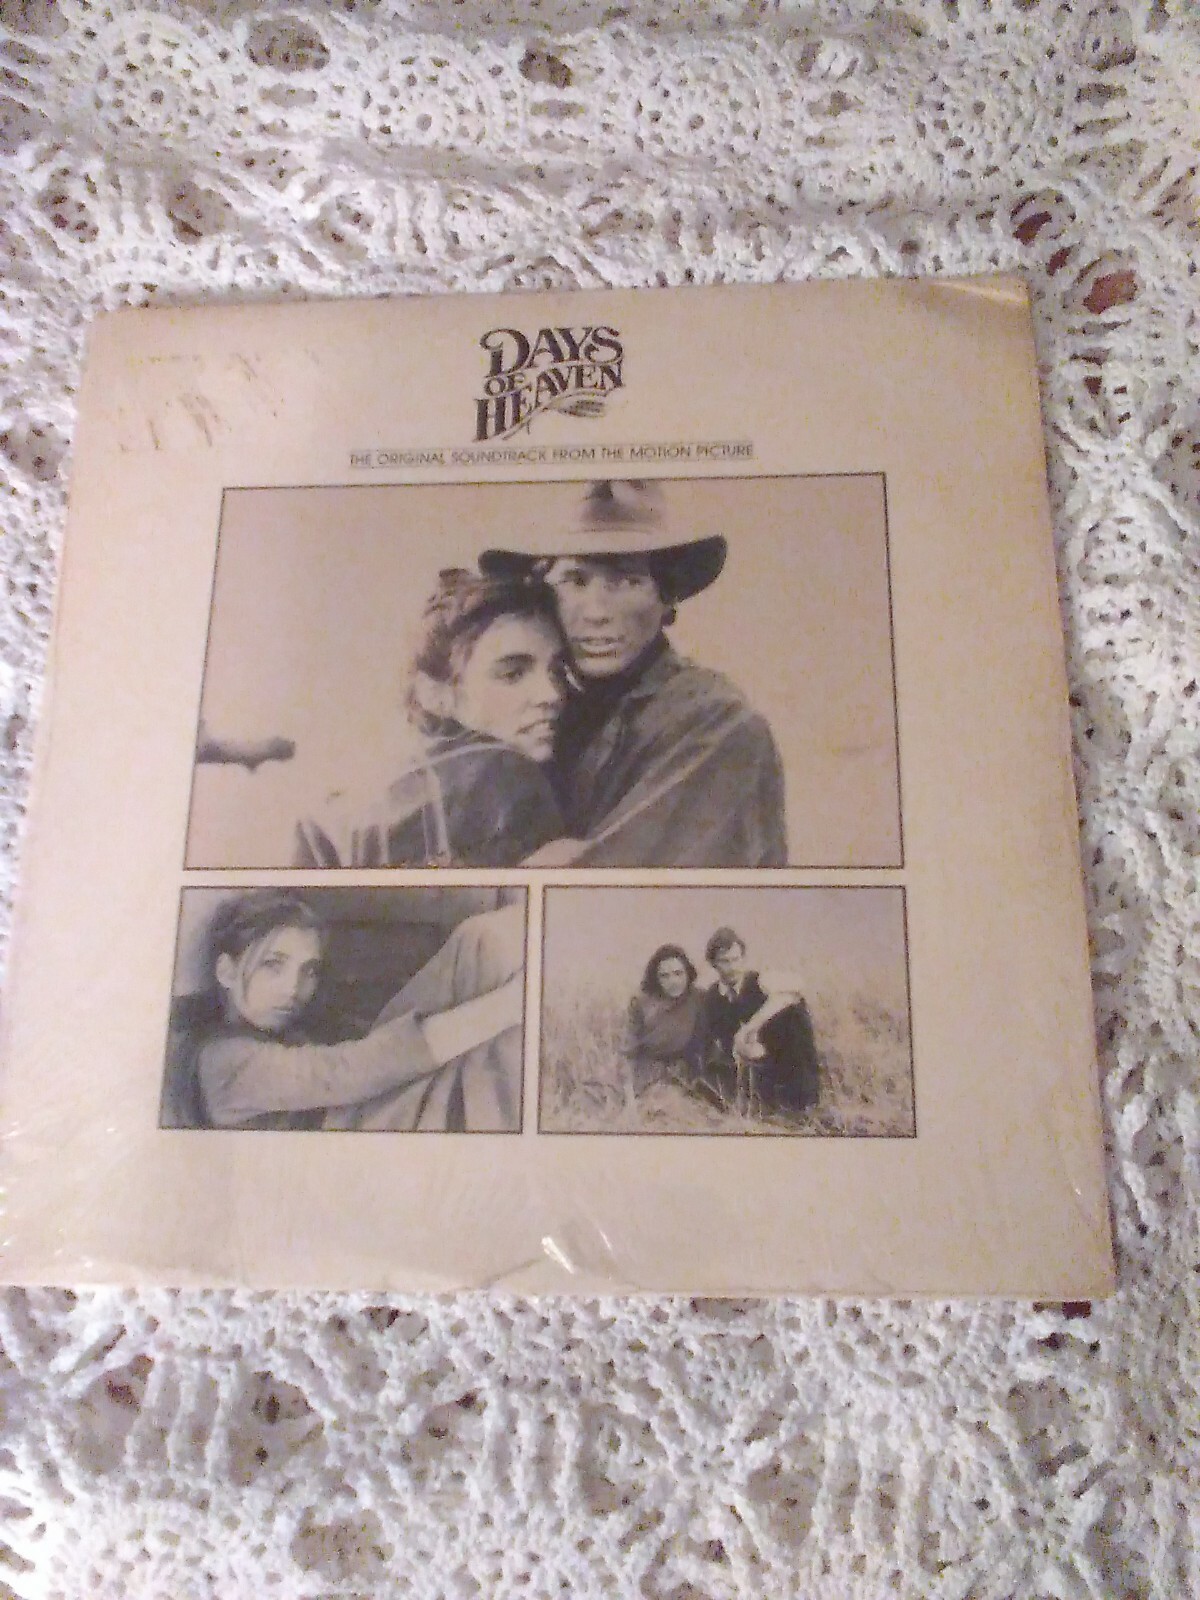 DAYS
OF HEAVEN
THE ORIGINAL SOUNDTRACK FROM THE MOTION PICTURE